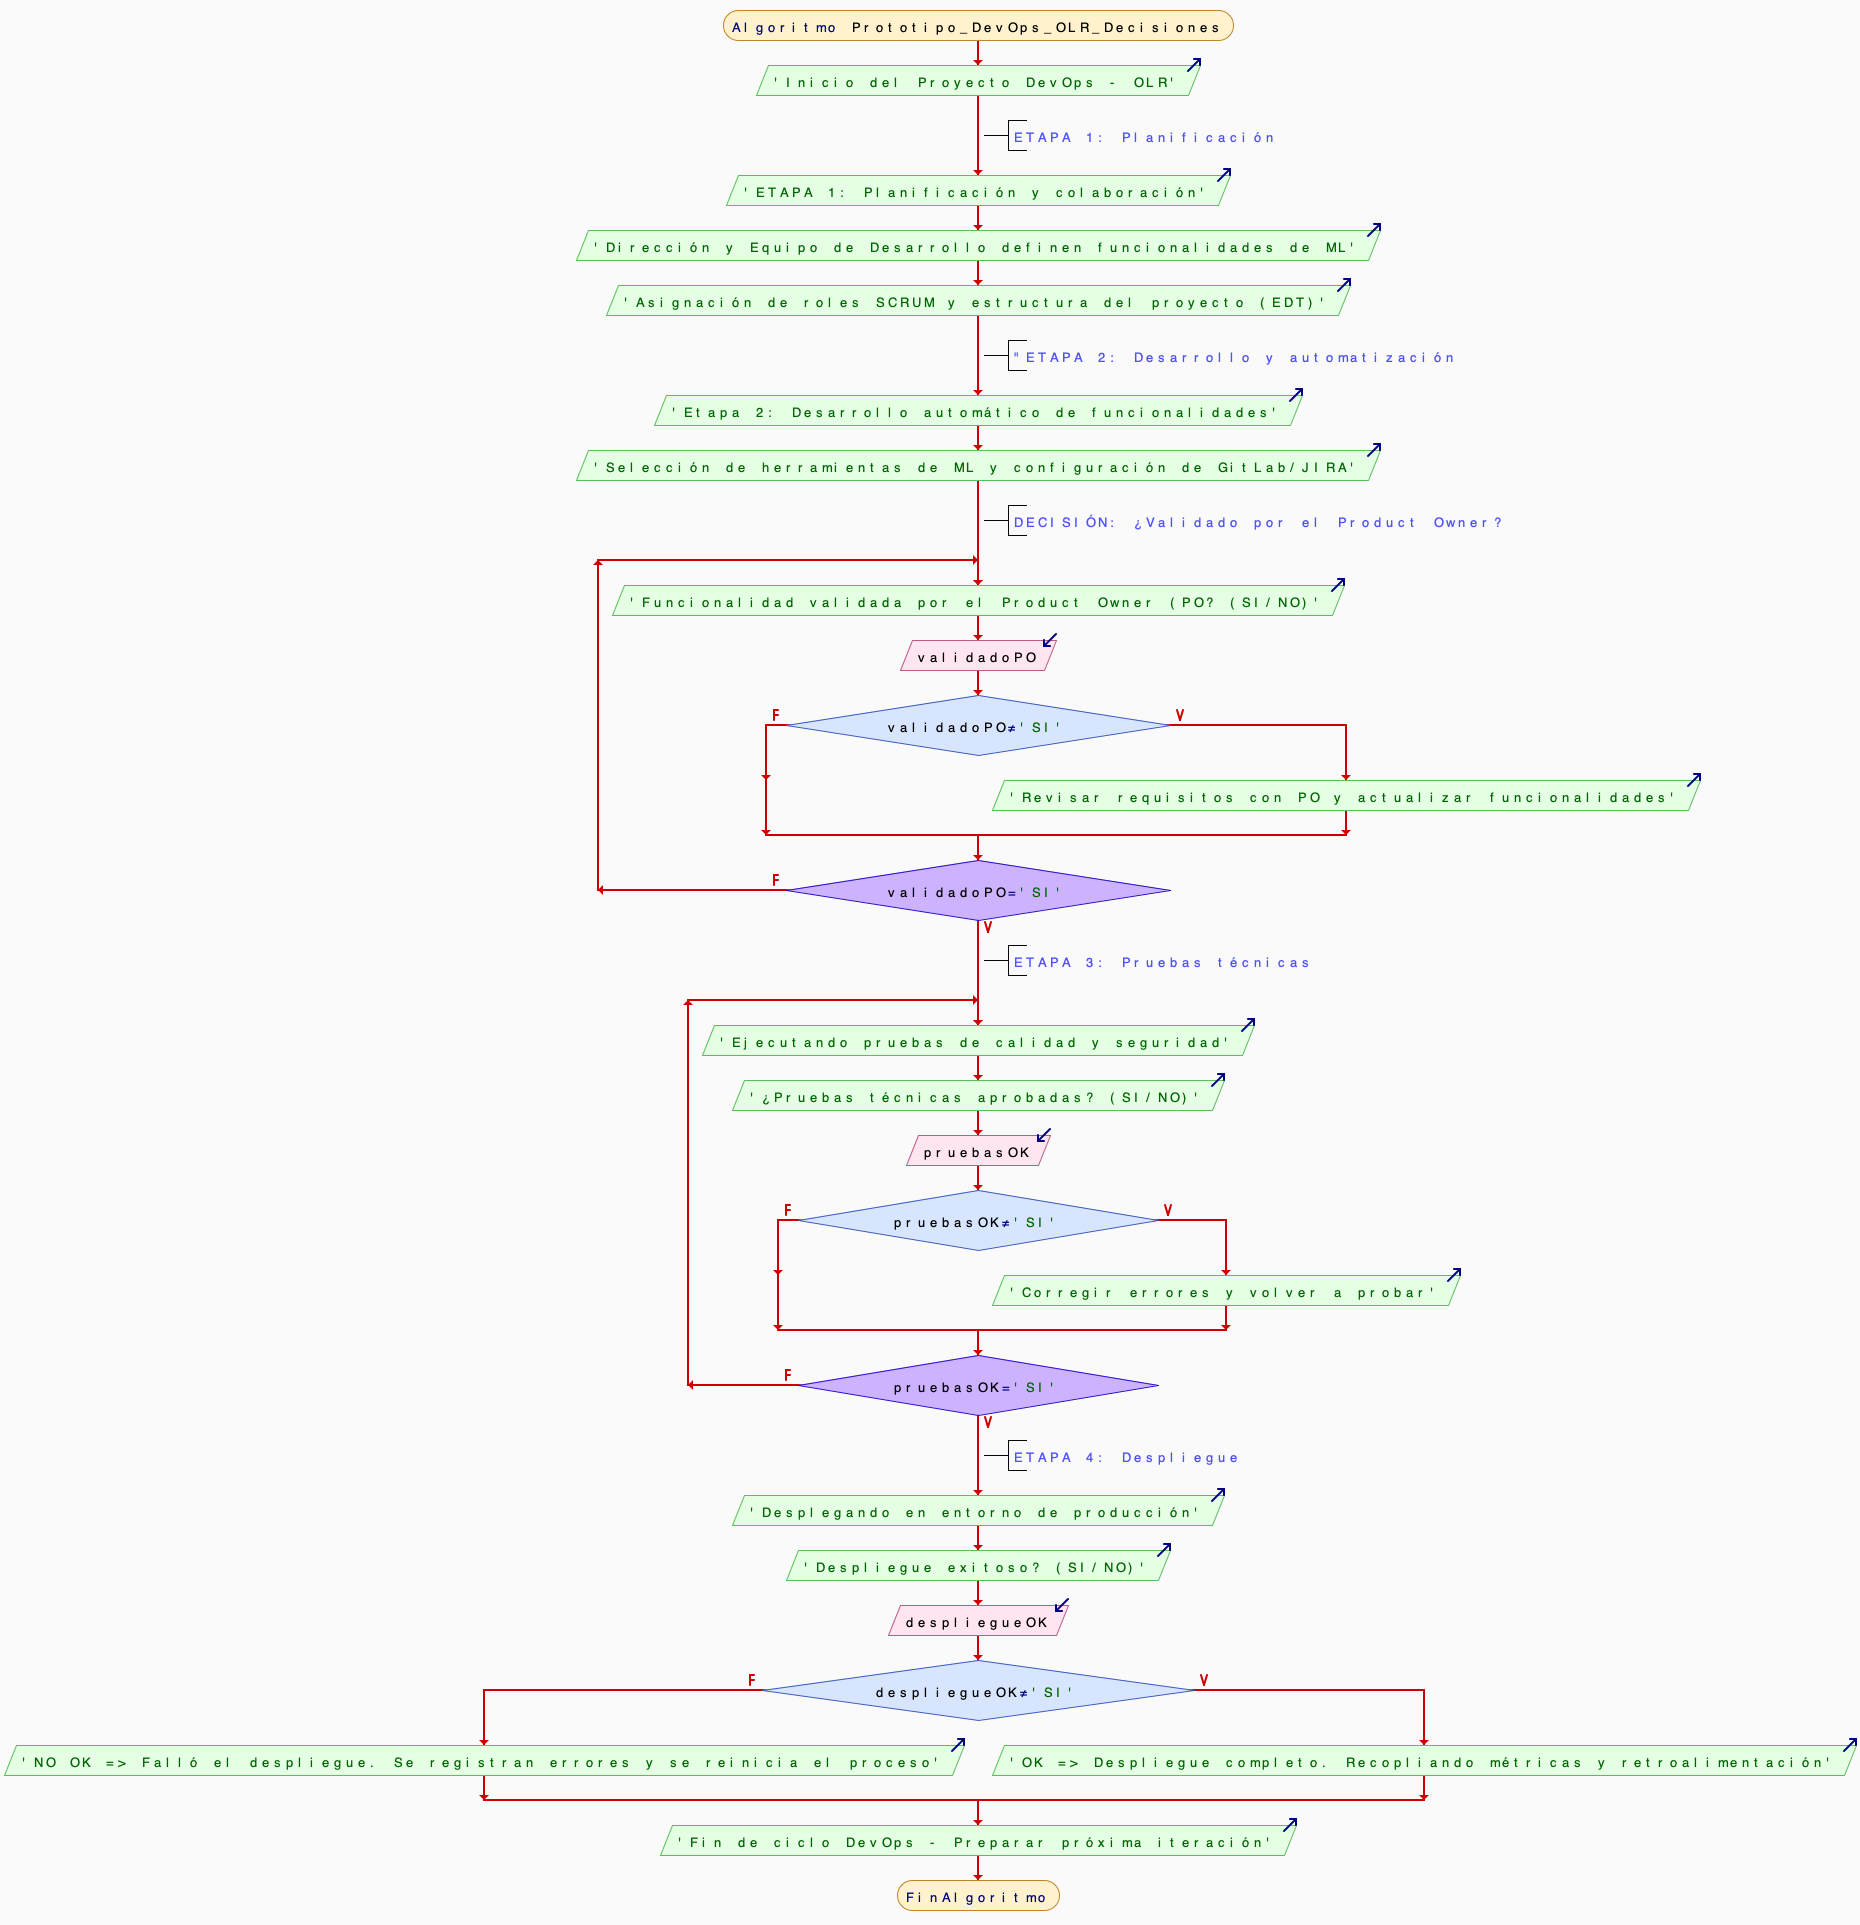 Algoritmo Prototipo_DevOps_OLR_Decisiones
'Inicio del Proyecto DevOps - OLR'
ETAPA 1: Planificación
'ETAPA 1: Planificación y colaboración'
'Dirección y Equipo de Desarrollo definen funcionalidades de ML'
'Asignación de roles SCRUM y estructura del proyecto (EDT)'
"ETAPA 2: Desarrollo y automatización
'Etapa 2: Desarrollo automático de funcionalidades'
'Selección de herramientas de ML y configuración de GitLab/JIRA'
DECISIÓN: ¿Validado por el Product Owner?
'Funcionalidad validada por el Product Owner (PO? (SI/NO)'
validadoPO
F
V
validadoPO≠'SI'
'Revisar requisitos con PO y actualizar funcionalidades'
F
validadoPO='SI'
V
ETAPA 3: Pruebas técnicas
'Ejecutando pruebas de calidad y seguridad'
'¿Pruebas técnicas aprobadas? (SI/NO)'
pruebasOK
F
V
pruebasOK≠'SI'
'Corregir errores y volver a probar'
F
pruebasOK='SI'
V
ETAPA 4: Despliegue
'Desplegando en entorno de producción'
'Despliegue exitoso? (SI/NO)'
despliegueOK
F
V
despliegueOK≠'SI'
'NO OK => Falló el despliegue. Se registran errores y se reinicia el proceso'
'OK => Despliegue completo. Recopliando métricas y retroalimentación'
'Fin de ciclo DevOps - Preparar próxima iteración'
FinAlgoritmo